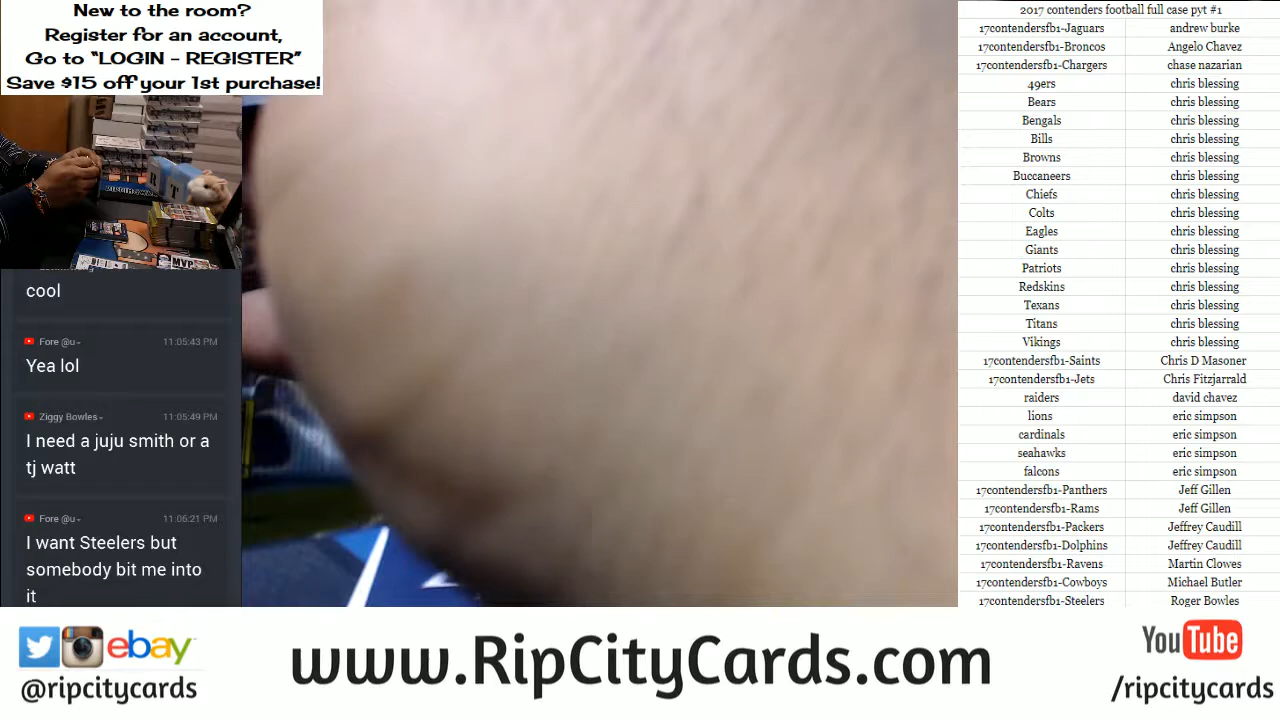 New to the room?
Register for an account,
Go to “LOGIN - REGISTER”
Save $15 off your 1st purchase!
cool
Fore @u
11:05:43 PM
Yea lol
Ziggy Bowles
11:05:49 PM
I need a juju smith or a
tj watt
Fore @u
11:06:21 PM
I want Steelers but
somebody bit me into
it
MVP
2017 contenders football full case pyt #1
17contendersfb1-Jaguars andrew burke
17contendersfb1-Broncos Angelo Chavez
17contendersfb1-Chargers chase nazarian
49ers chris blessing
Bears chris blessing
Bengals chris blessing
Bills chris blessing
Browns chris blessing
Buccaneers chris blessing
Chiefs chris blessing
Colts chris blessing
Eagles chris blessing
Giants chris blessing
Patriots chris blessing
Redskins chris blessing
Texans chris blessing
Titans chris blessing
Vikings chris blessing
17contendersfb1-Saints Chris D Masoner
17contendersfb1-Jets Chris Fitzjarrald
raiders david chavez
lions eric simpson
cardinals eric simpson
seahawks eric simpson
falcons eric simpson
17contendersfb1-Panthers Jeff Gillen
17contendersfb1-Rams Jeff Gillen
17contendersfb1-Packers Jeffrey Caudill
17contendersfb1-Dolphins Jeffrey Caudill
17contendersfb1-Ravens Martin Clowes
17contendersfb1-Cowboys Michael Butler
17contendersfb1-Steelers Roger Bowles
ebay
@ripcitycards
www.RipCityCards.com
YouTube
/ripcitycards